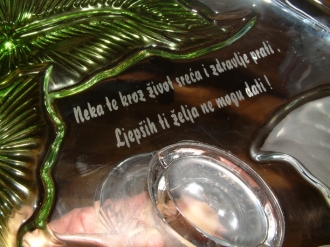 Neka te kroz život sreća i zdravlje prati
Ljepših ti želja ne mogu dati !